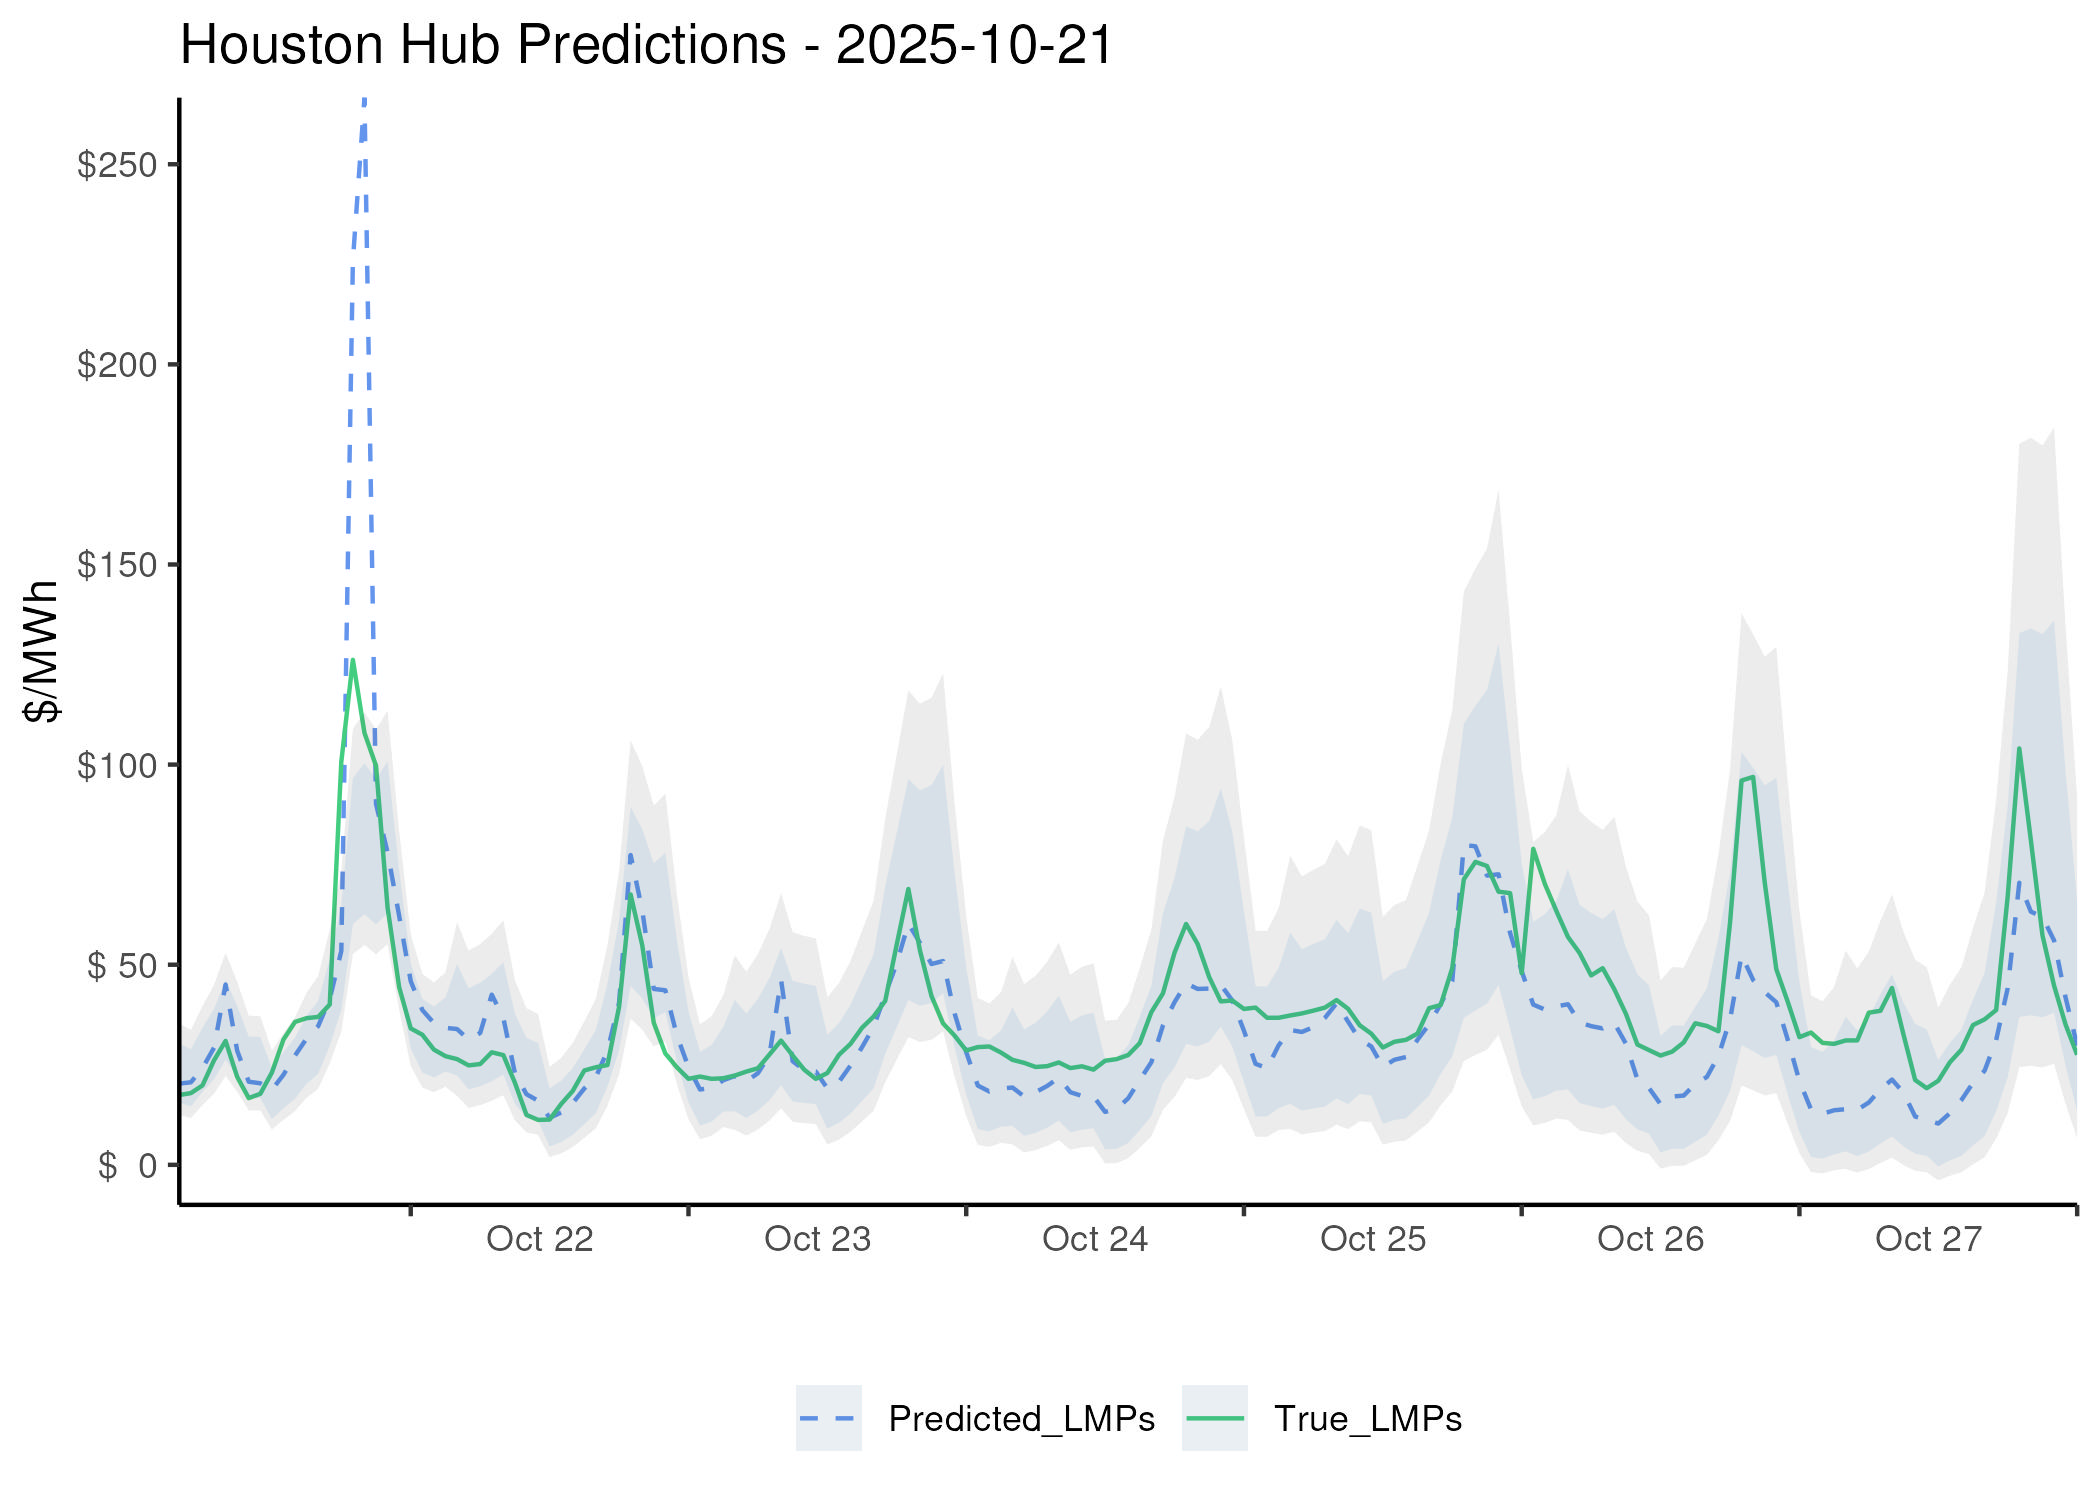 Houston Hub Predictions - 2025-10-21
$/MWh
$250
$200
$150
$100
$ 50
$ 0
Oct 22 Oct 23 Oct 24 Oct 25 Oct 26 Oct 27
Predicted_LMPs True_LMPs